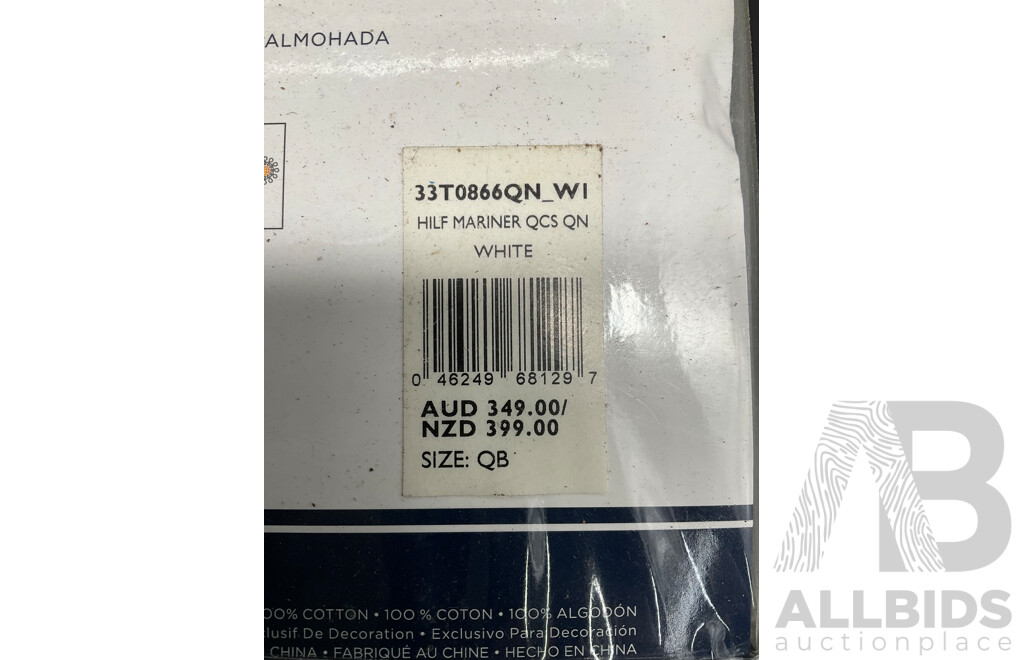 ALMOHADA
33T0866QN_WI
HILF MARINER QCS QN
WHITE
0 46249 68129 7
AUD 349.00/
NZD 399.00
SIZE: QB
00% COTTON • 100 % COTON • 100% ALGODÓN
lusif De Decoration • Exclusivo Para Decoración
CHINA • FABRIQUÉ AU CHINE • HECHO EN CHINA
AB
ALLBIDS
auctionplace